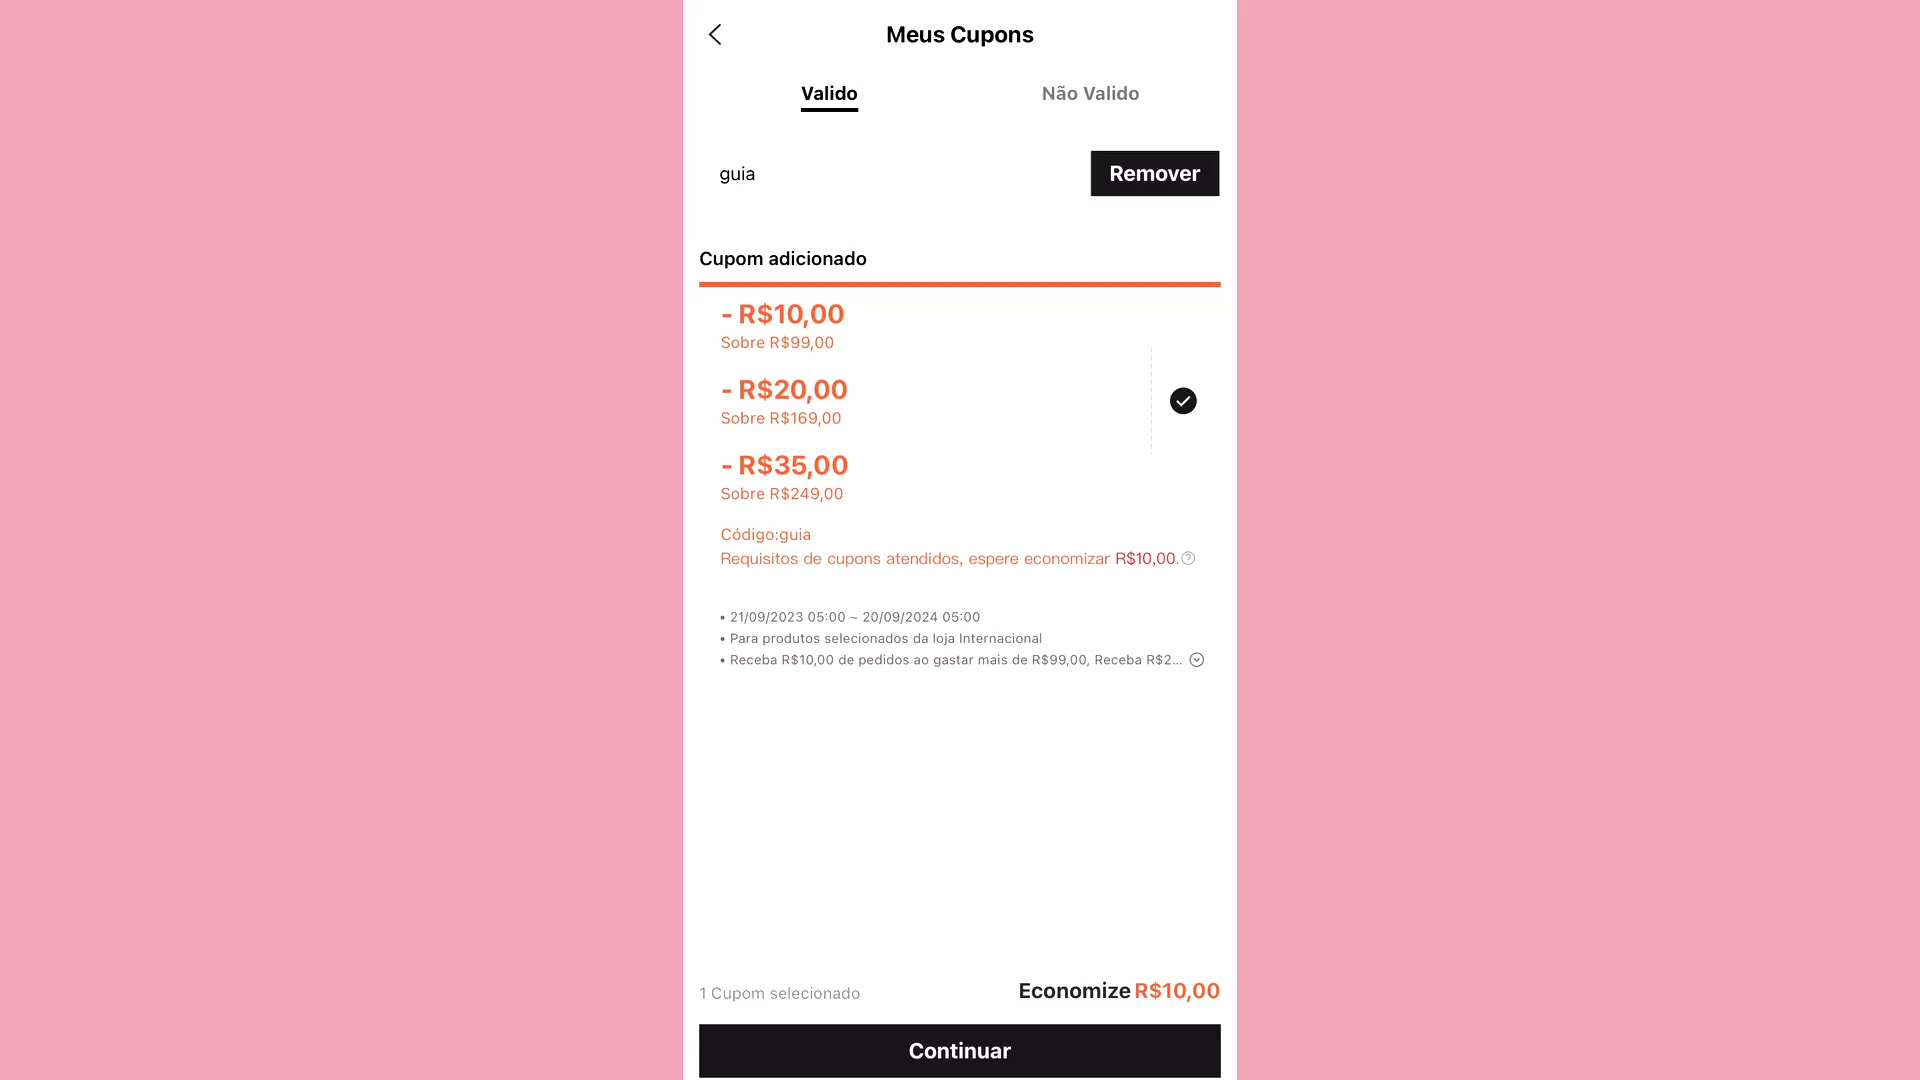 Meus Cupons
Valido
Não Valido
guia
Remover
Cupom adicionado
- R$10,00
Sobre R$99,00
- R$20,00
Sobre R$169,00
- R$35,00
Sobre R$249,00
Código:guia
Requisitos de cupons atendidos, espere economizar R$10,00.
• 21/09/2023 05:00 ~ 20/09/2024 05:00
• Para produtos selecionados da loja Internacional
• Receba R$10,00 de pedidos ao gastar mais de R$99,00, Receba R$2...
1 Cupom selecionado
Economize R$10,00
Continuar